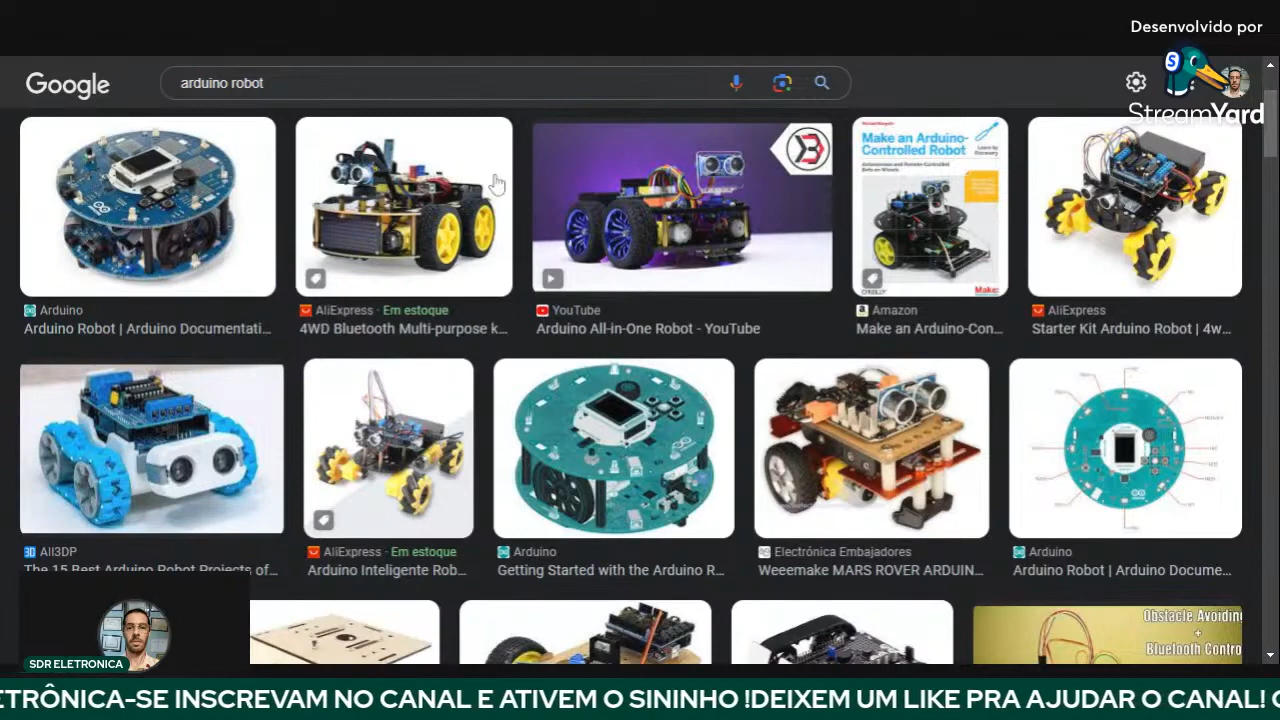 Desenvolvido por
StreamYard
Google
arduino robot
Make an Arduino-
Controlled Robot
Make:
Arduino
Arduino Robot | Arduino Documentati...
AliExpress · Em estoque
4WD Bluetooth Multi-purpose k...
YouTube
Arduino All-in-One Robot - YouTube
Amazon
Make an Arduino-Con...
AliExpress
Starter Kit Arduino Robot | 4w...
All3DP
The 15 Best Arduino Robot Projects of...
AliExpress · Em estoque
Arduino Inteligente Rob...
Arduino
Getting Started with the Arduino R...
Electrónica Embajadores
Weeemake MARS ROVER ARDUIN...
Arduino
Arduino Robot | Arduino Docume...
Obstacle Avoiding
+
Bluetooth Contro
SDR ELETRONICA
ETRÔNICA-SE INSCREVAM NO CANAL E ATIVEM O SININHO !DEIXEM UM LIKE PRA AJUDAR O CANAL!